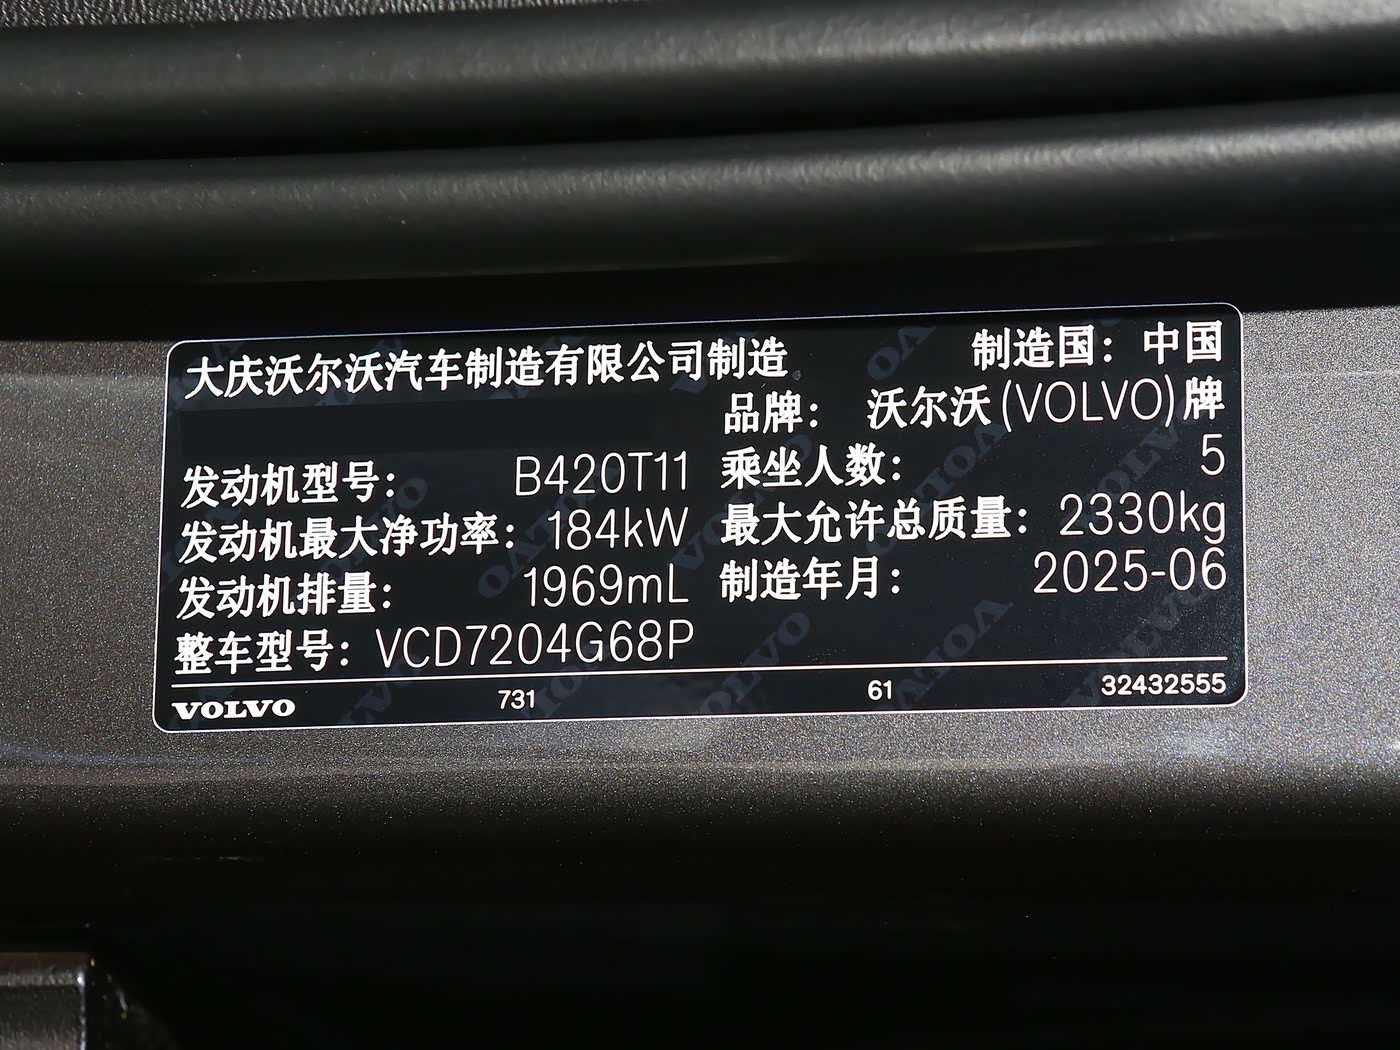 大庆沃尔沃汽车制造有限公司制造 制造国：中国
品牌： 沃尔沃(VOLVO)牌
发动机型号： B420T11 乘坐人数： 5
发动机最大净功率： 184kW 最大允许总质量： 2330kg
发动机排量： 1969mL 制造年月： 2025-06
整车型号： VCD7204G68P
VOLVO 731 61 32432555